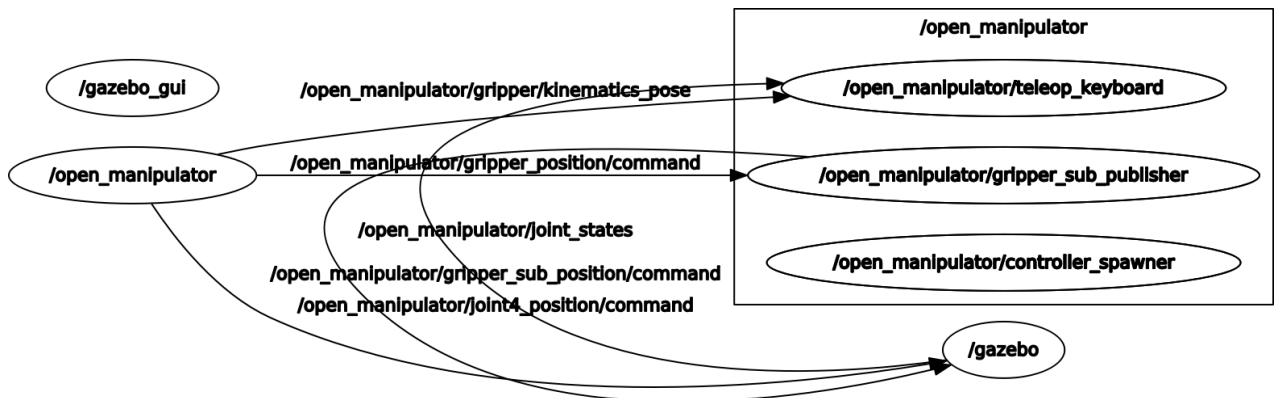 /open_manipulator
/gazebo_gui
/open_manipulator/gripper/kinematics_pose
/open_manipulator/teleop_keyboard
/open_manipulator
/open_manipulator/gripper_position/command
/open_manipulator/gripper_sub_publisher
/open_manipulator/joint_states
/open_manipulator/gripper_sub_position/command
/open_manipulator/controller_spawner
/open_manipulator/joint4_position/command
/gazebo